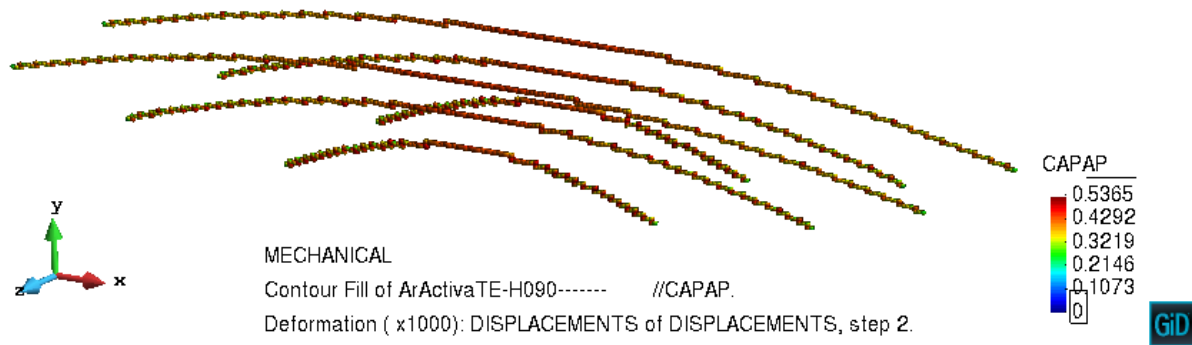 CAPAP
0.5365
0.4292
0.3219
0.2146
0.1073
0
y
z
x
MECHANICAL
Contour Fill of ArActivaTE-H090------- //CAPAP.
Deformation ( x1000): DISPLACEMENTS of DISPLACEMENTS, step 2.
GiD